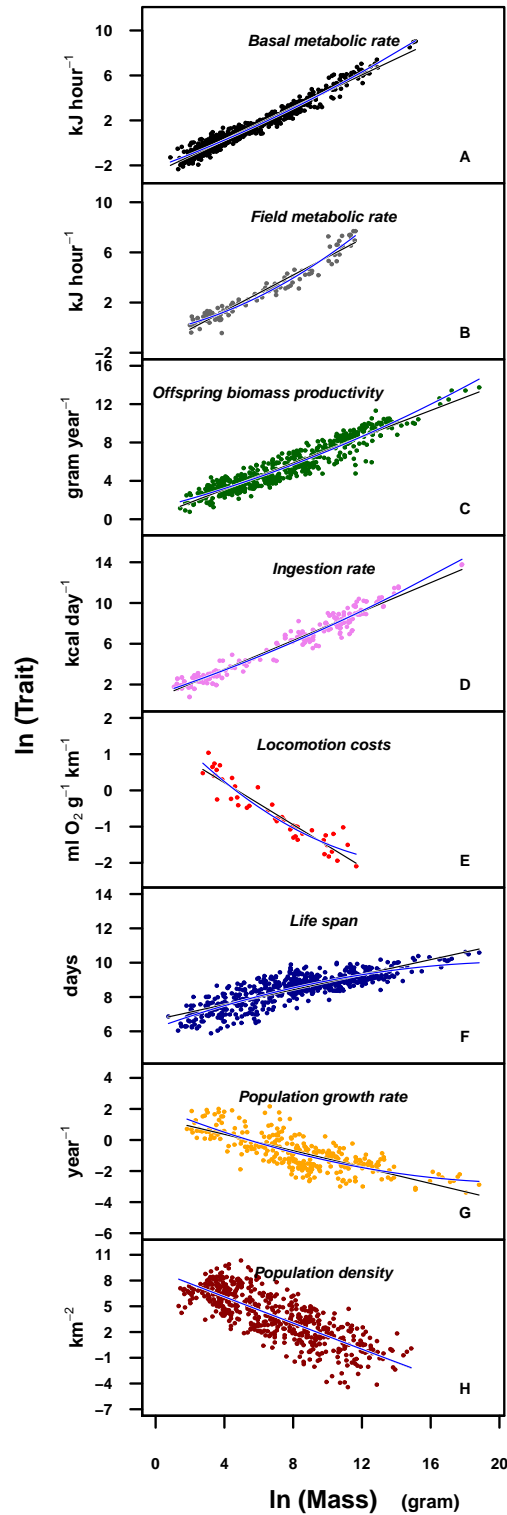 10
Basal metabolic rate
6
2
−2
kJ hour⁻¹
A
10
Field metabolic rate
6
2
−2
kJ hour⁻¹
B
16
Offspring biomass productivity
12
8
4
0
gram year⁻¹
C
14
Ingestion rate
10
6
2
kcal day⁻¹
D
ln (Trait)
2
Locomotion costs
1
0
−1
−2
ml O₂ g⁻¹ km⁻¹
E
14
Life span
12
10
8
6
days
F
4
Population growth rate
2
0
−2
−4
−6
year⁻¹
G
11
Population density
8
5
2
−1
−4
−7
km⁻²
H
0 4 8 12 16 20
ln (Mass) (gram)